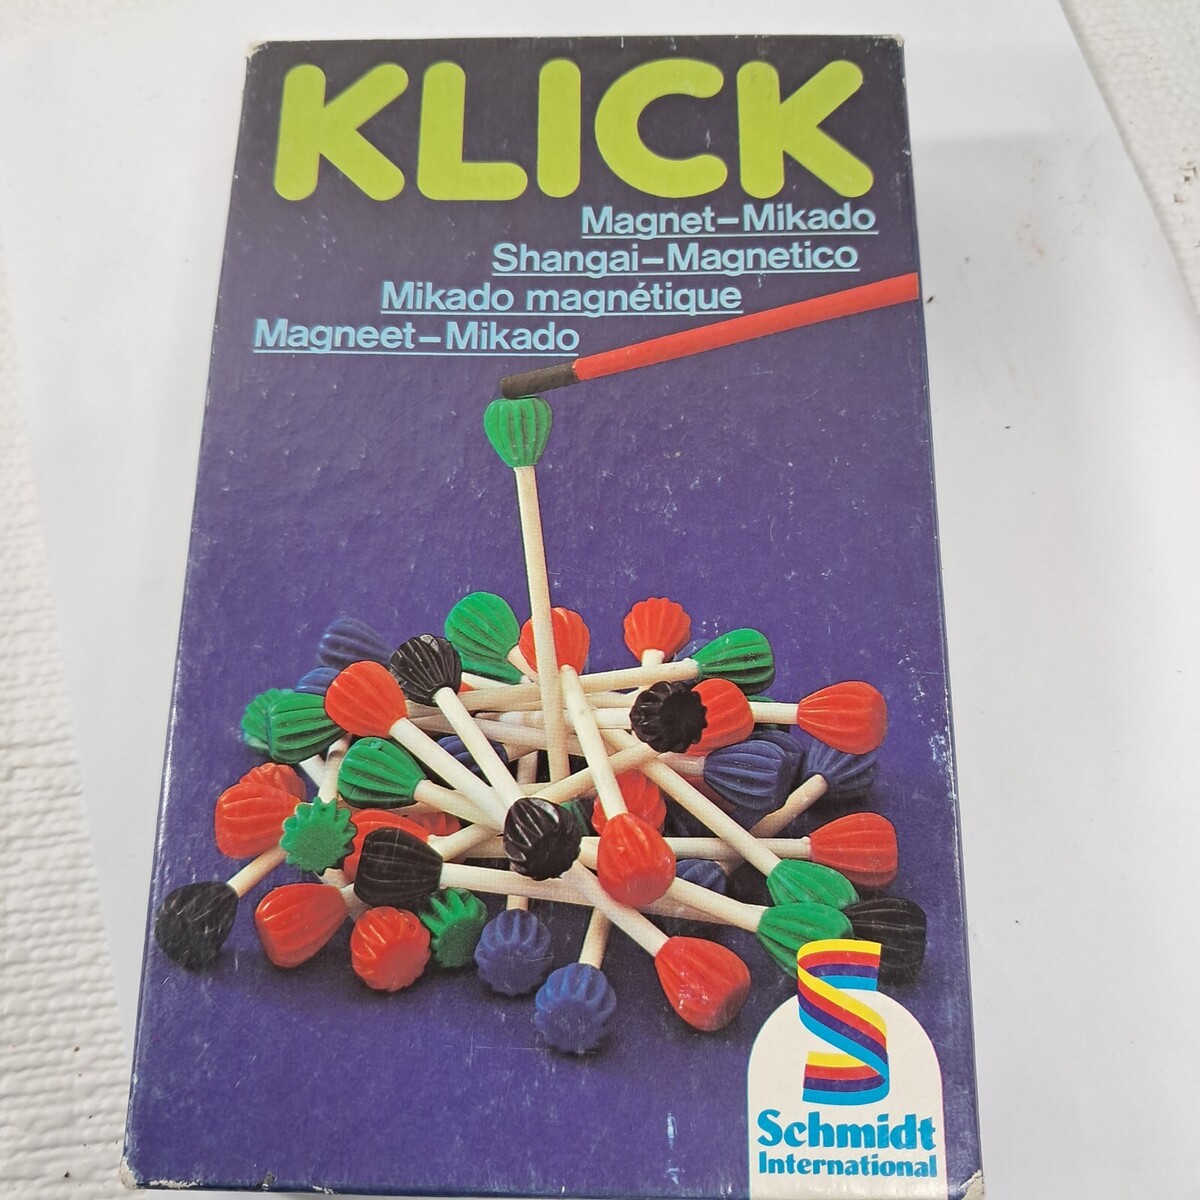 KLICK
Magnet-Mikado
Shangai-Magnetico
Mikado magnétique
Magneet-Mikado
Schmidt
International